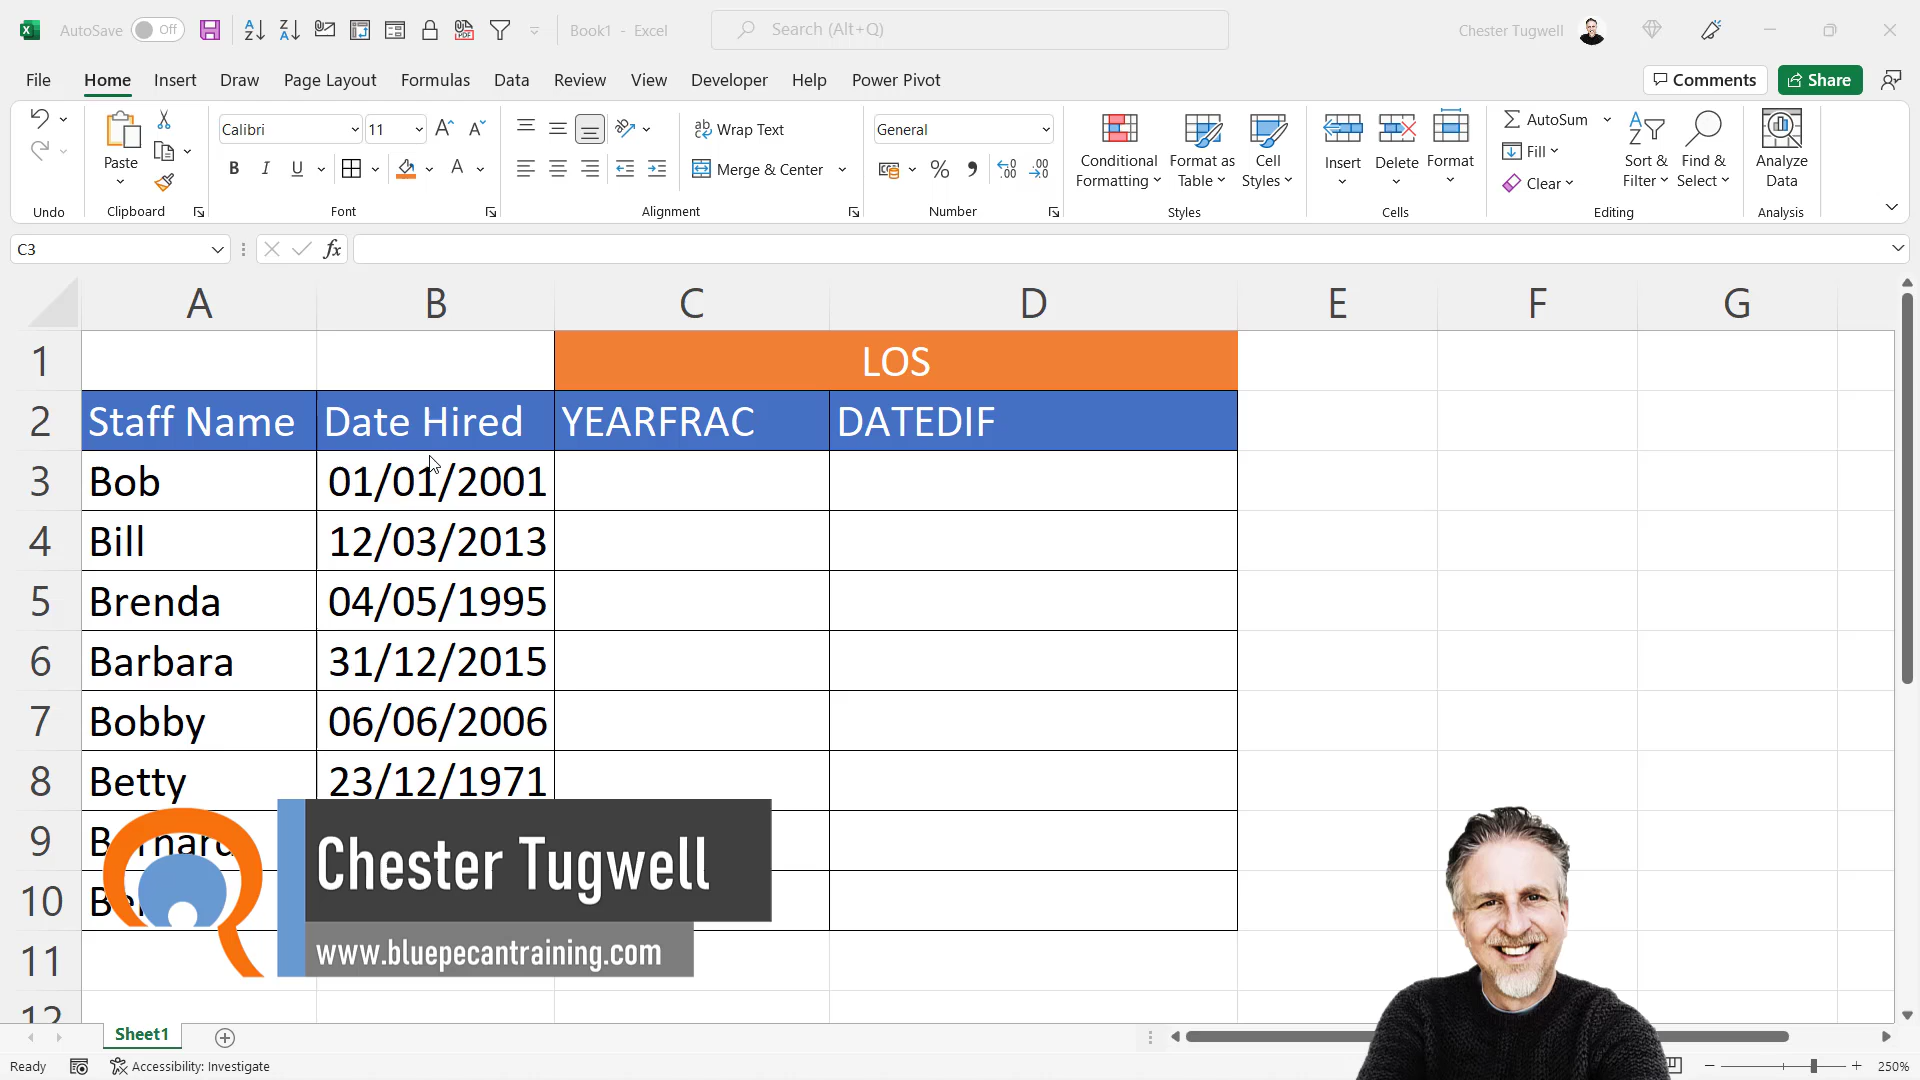 AutoSave
Off
Book1 - Excel
Search (Alt+Q)
Chester Tugwell
File
Home
Insert
Draw
Page Layout
Formulas
Data
Review
View
Developer
Help
Power Pivot
Comments
Share
Paste
Calibri
11
Wrap Text
Merge & Center
General
Conditional
Formatting
Format as
Table
Cell
Styles
Insert
Delete
Format
AutoSum
Fill
Clear
Sort &
Filter
Find &
Select
Analyze
Data
Undo
Clipboard
Font
Alignment
Number
Styles
Cells
Editing
Analysis
C3
fx
A B C D E F G
1 LOS
2 Staff Name Date Hired YEARFRAC DATEDIF
3 Bob 01/01/2001
4 Bill 12/03/2013
5 Brenda 04/05/1995
6 Barbara 31/12/2015
7 Bobby 06/06/2006
8 Betty 23/12/1971
9
10
11
12
Chester Tugwell
www.bluepecantraining.com
Sheet1
Ready
Accessibility: Investigate
250%